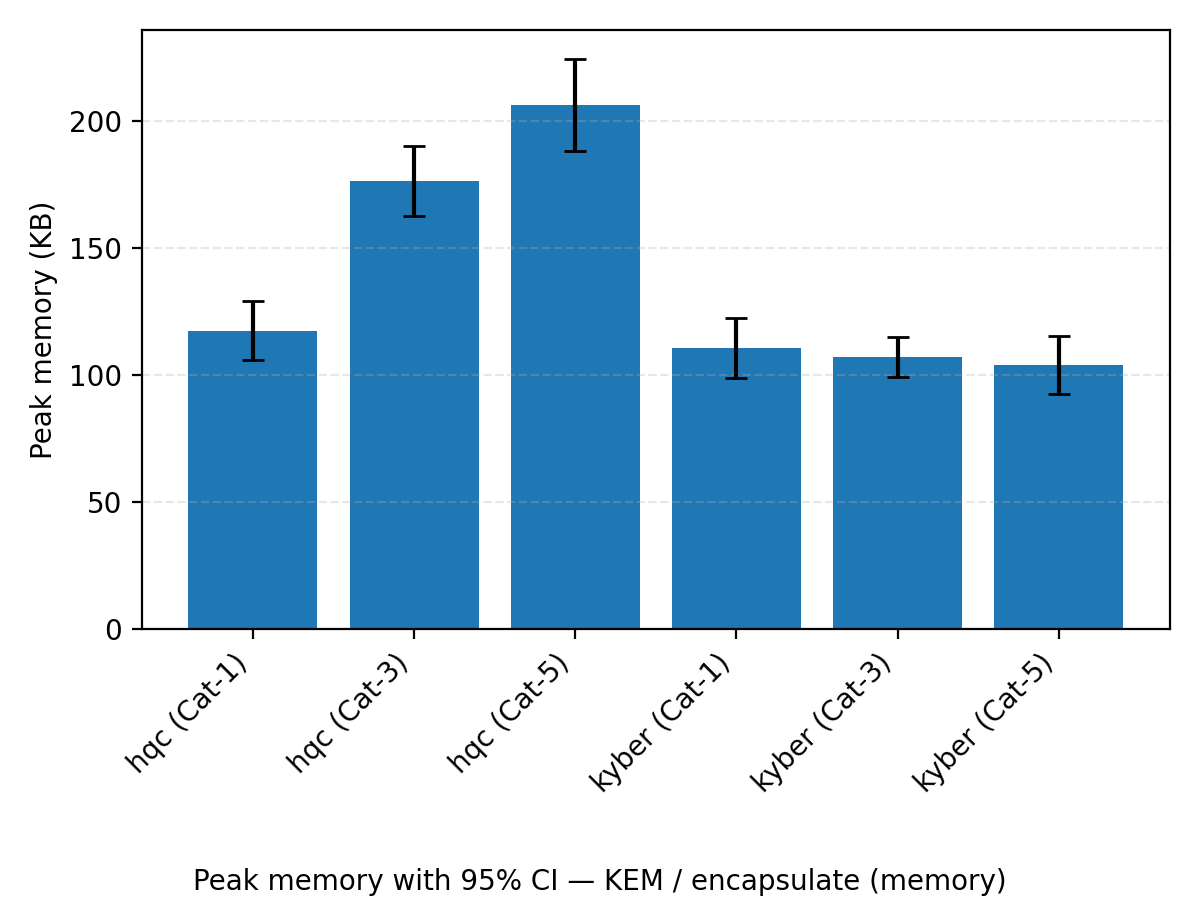 200
150
100
50
0
Peak memory (KB)
hqc (Cat-1)
hqc (Cat-3)
hqc (Cat-5)
kyber (Cat-1)
kyber (Cat-3)
kyber (Cat-5)
Peak memory with 95% CI — KEM / encapsulate (memory)